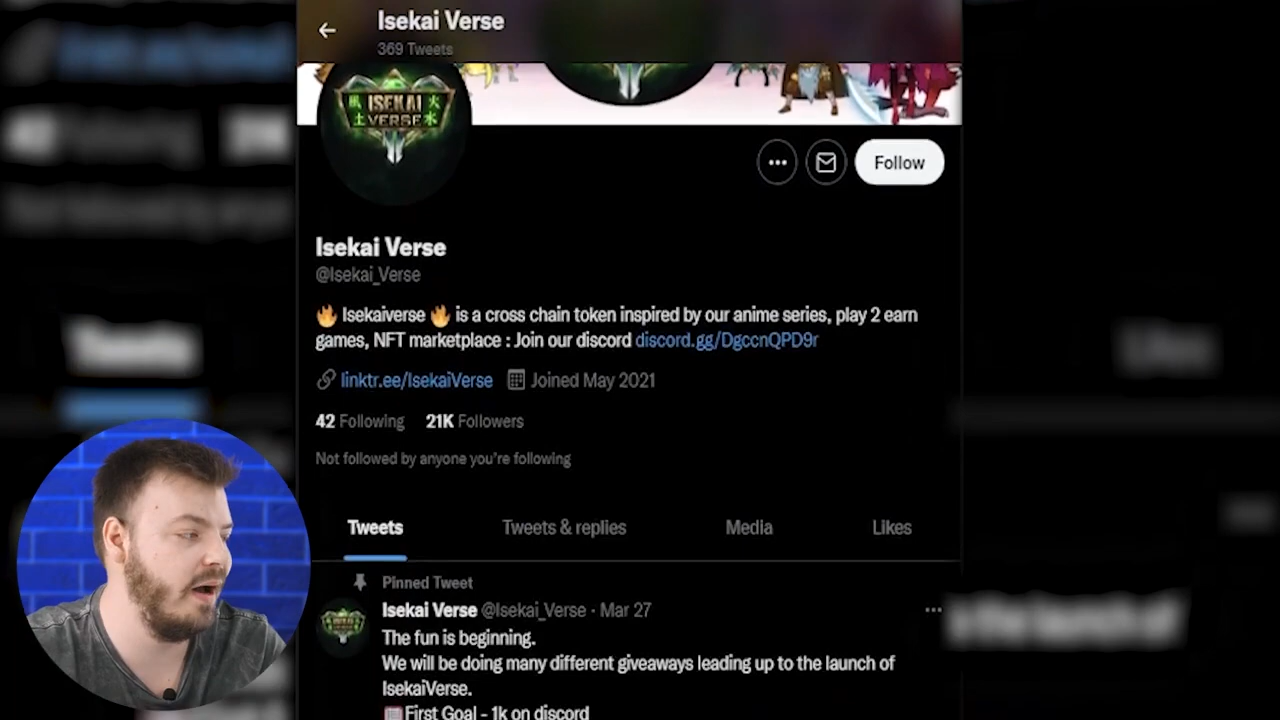 Isekai Verse
369 Tweets
風 ISEKAI 火
土 VERSE 水
Follow
Isekai Verse
@Isekai_Verse
🔥 Isekaiverse 🔥 is a cross chain token inspired by our anime series, play 2 earn
games, NFT marketplace : Join our discord discord.gg/DgccnQPD9r
linktr.ee/IsekaiVerse Joined May 2021
42 Following 21K Followers
Not followed by anyone you're following
Tweets Tweets & replies Media Likes
Pinned Tweet
Isekai Verse @Isekai_Verse · Mar 27
The fun is beginning.
We will be doing many different giveaways leading up to the launch of
IsekaiVerse.
First Goal - 1k on discord